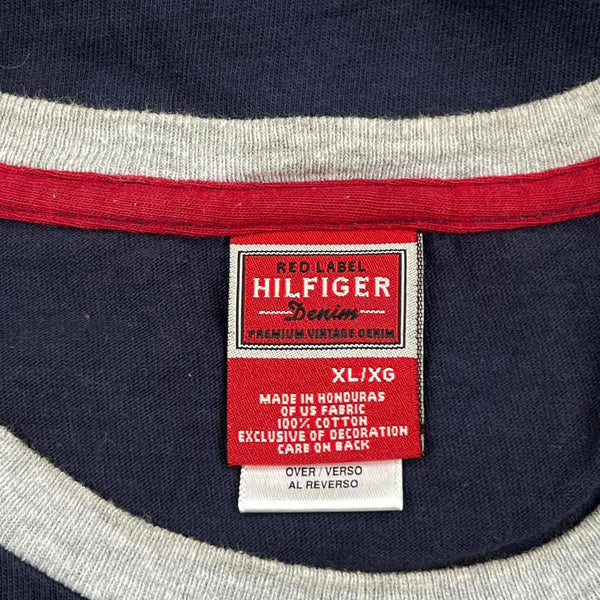 RED LABEL
HILFIGER
Denim
PREMIUM VINTAGE DENIM
XL/XG
MADE IN HONDURAS
OF US FABRIC
100% COTTON
EXCLUSIVE OF DECORATION
CARE ON BACK
OVER / VERSO
AL REVERSO